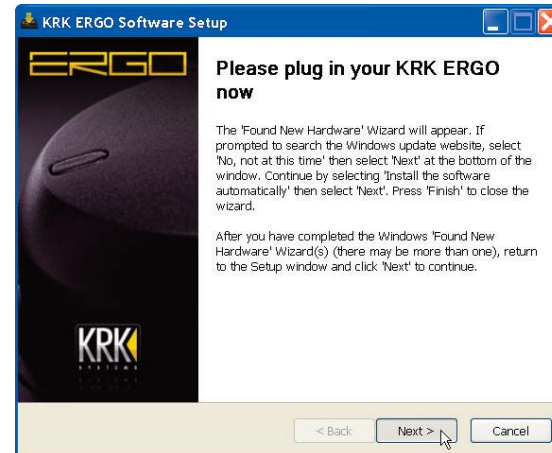 KRK ERGO Software Setup
ERGO
Please plug in your KRK ERGO
now
The 'Found New Hardware' Wizard will appear. If
prompted to search the Windows update website, select
'No, not at this time' then select 'Next' at the bottom of the
window. Continue by selecting 'Install the software
automatically' then select 'Next'. Press 'Finish' to close the
wizard.
After you have completed the Windows 'Found New
Hardware' Wizard(s) (there may be more than one), return
to the Setup window and click 'Next' to continue.
KRK
SYSTEMS
< Back
Next >
Cancel